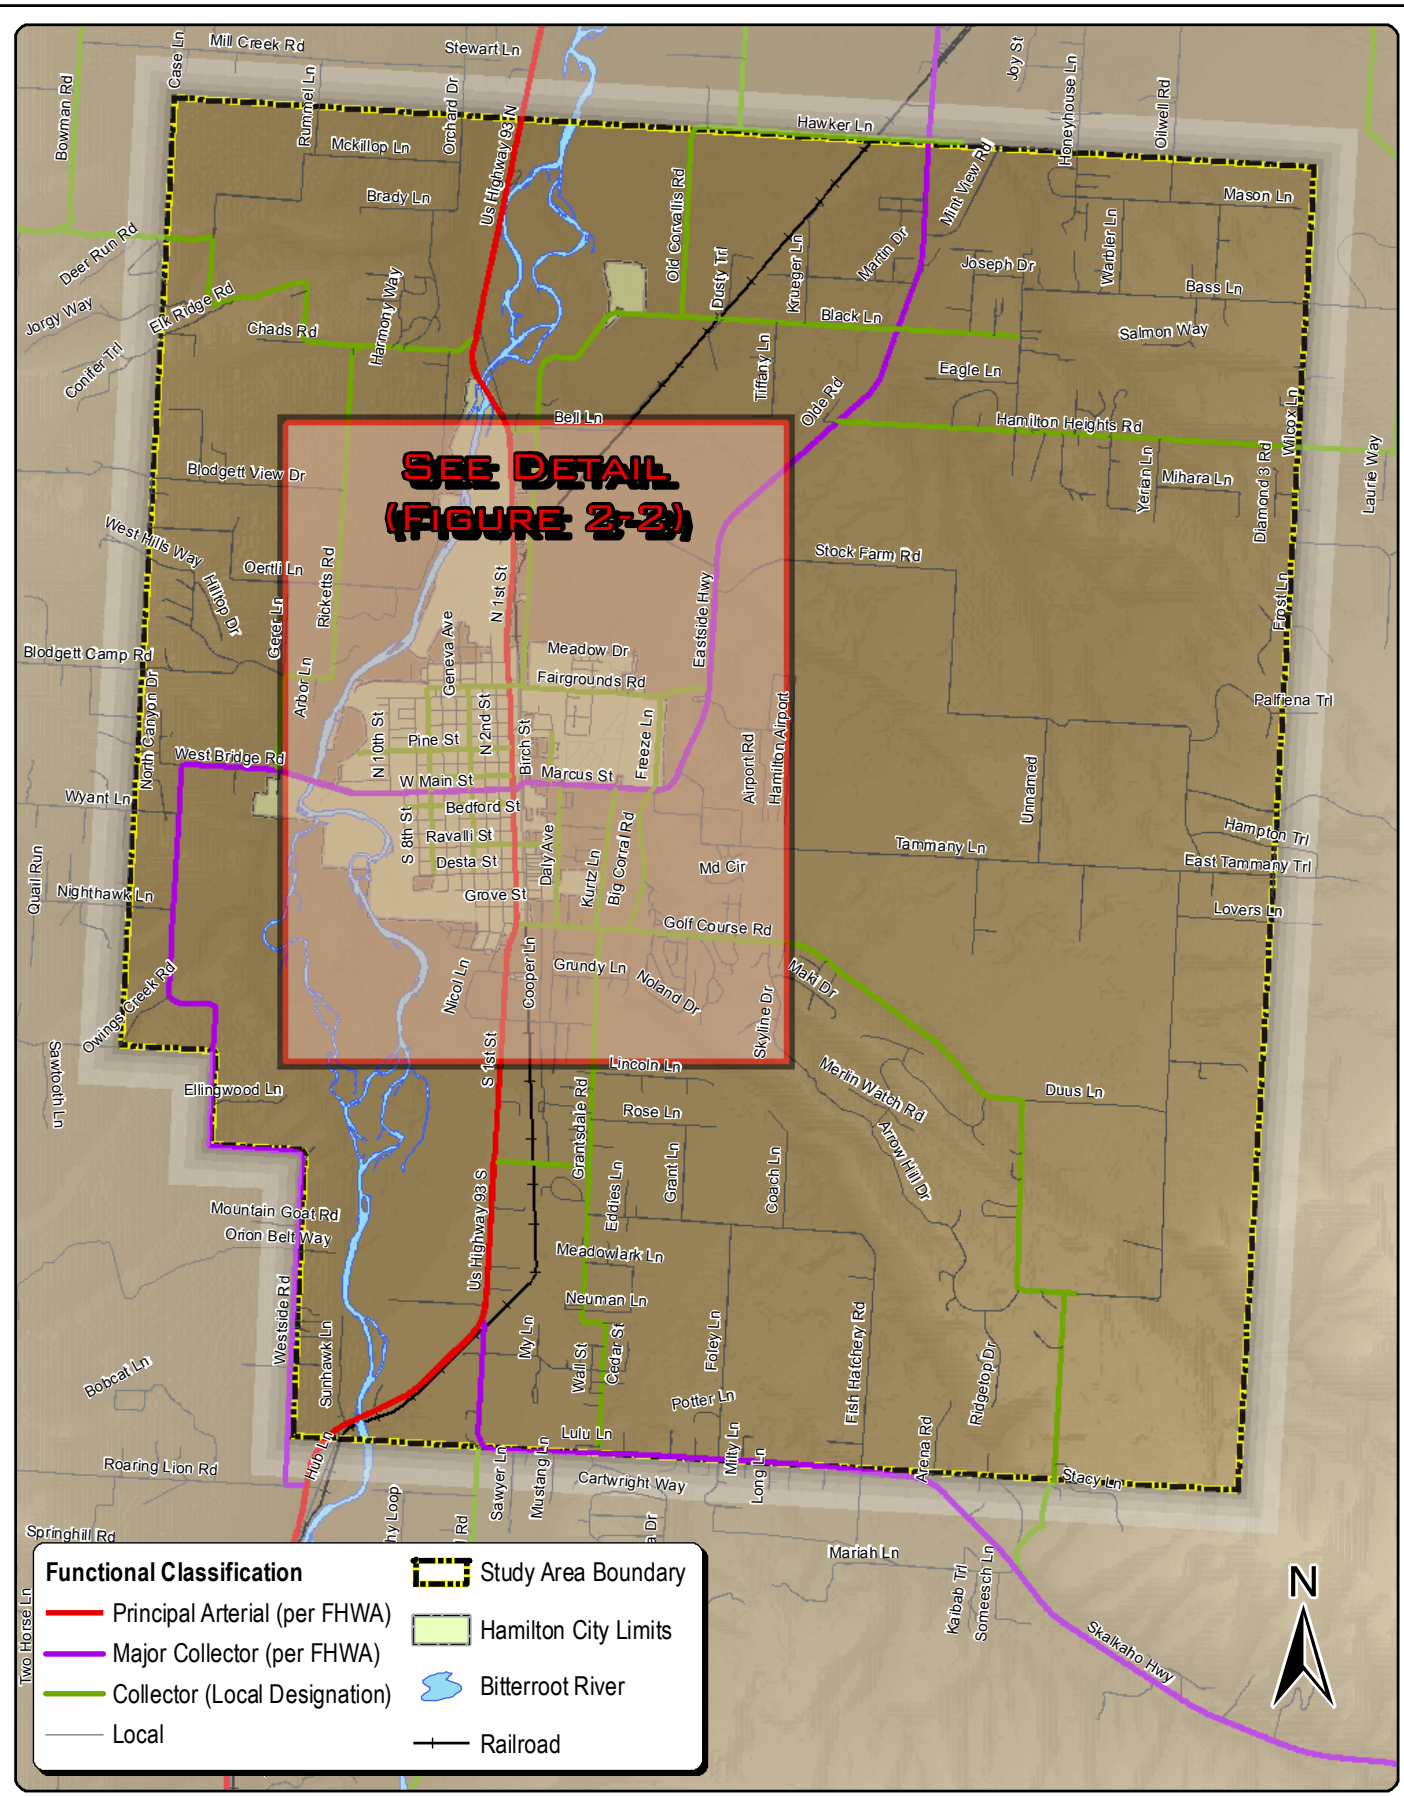 Mill Creek Rd
Stewart Ln
Case Ln
Joy St
Bowman Rd
Rummel Ln
Orchard Dr
Us Highway 93 N
Honeyhouse Ln
Oilwell Rd
Hawker Ln
Mckillop Ln
Brady Ln
Old Corvallis Rd
Mint View Rd
Mason Ln
Deer Run Rd
Dusty Trl
Krueger Ln
Martin Dr
Joseph Dr
Warbler Ln
Bass Ln
Jorgy Way
Elk Ridge Rd
Chads Rd
Harmony Way
Black Ln
Salmon Way
Conifer Trl
Tiffany Ln
Eagle Ln
Olde Rd
Bell Ln
Hamilton Heights Rd
Wilcox Ln
Laurie Way
See Detail
(Figure 2-2)
Blodgett View Dr
Yerian Ln
Mihara Ln
Diamond 3 Rd
West Hills Way
Oertli Ln
Ricketts Rd
N 1st St
Stock Farm Rd
Hilltop Dr
Gerer Ln
Geneva Ave
Eastside Hwy
Frost Ln
Blodgett Camp Rd
Meadow Dr
Arbor Ln
Fairgrounds Rd
North Canyon Dr
Palfiena Trl
N 10th St
Pine St
N 2nd St
Birch St
Freeze Ln
Airport Rd
Hamilton Airport
West Bridge Rd
W Main St
Marcus St
Unnamed
Wyant Ln
Bedford St
S 8th St
Ravalli St
Daly Ave
Big Corral Rd
Hampton Trl
Quail Run
Desta St
Kurtz Ln
Md Cir
Tammany Ln
East Tammany Trl
Nighthawk Ln
Grove St
Lovers Ln
Golf Course Rd
Owings Creek Rd
Nicol Ln
Cooper Ln
Grundy Ln
Noland Dr
Maki Dr
Skyline Dr
Sawtooth Ln
S 1st St
Lincoln Ln
Merlin Watch Rd
Duus Ln
Ellingwood Ln
Grantsdale Rd
Rose Ln
Arrow Hill Dr
Us Highway 93 S
Eddies Ln
Grant Ln
Coach Ln
Mountain Goat Rd
Orion Belt Way
Meadowlark Ln
Westside Rd
Sunhawk Ln
Neuman Ln
My Ln
Wall St
Cedar St
Foley Ln
Fish Hatchery Rd
Ridgetop Dr
Bobcat Ln
Potter Ln
Lulu Ln
Hub Ln
Milty Ln
Arena Rd
Roaring Lion Rd
Sawyer Ln
Mustang Ln
Cartwright Way
Long Ln
Stacy Ln
Springhill Rd
hy Loop
l Rd
a Dr
Mariah Ln
Kaibab Trl
Someesch Ln
Two Horse Ln
Skalkaho Hwy
N
Functional Classification
Principal Arterial (per FHWA)
Major Collector (per FHWA)
Collector (Local Designation)
Local
Study Area Boundary
Hamilton City Limits
Bitterroot River
Railroad